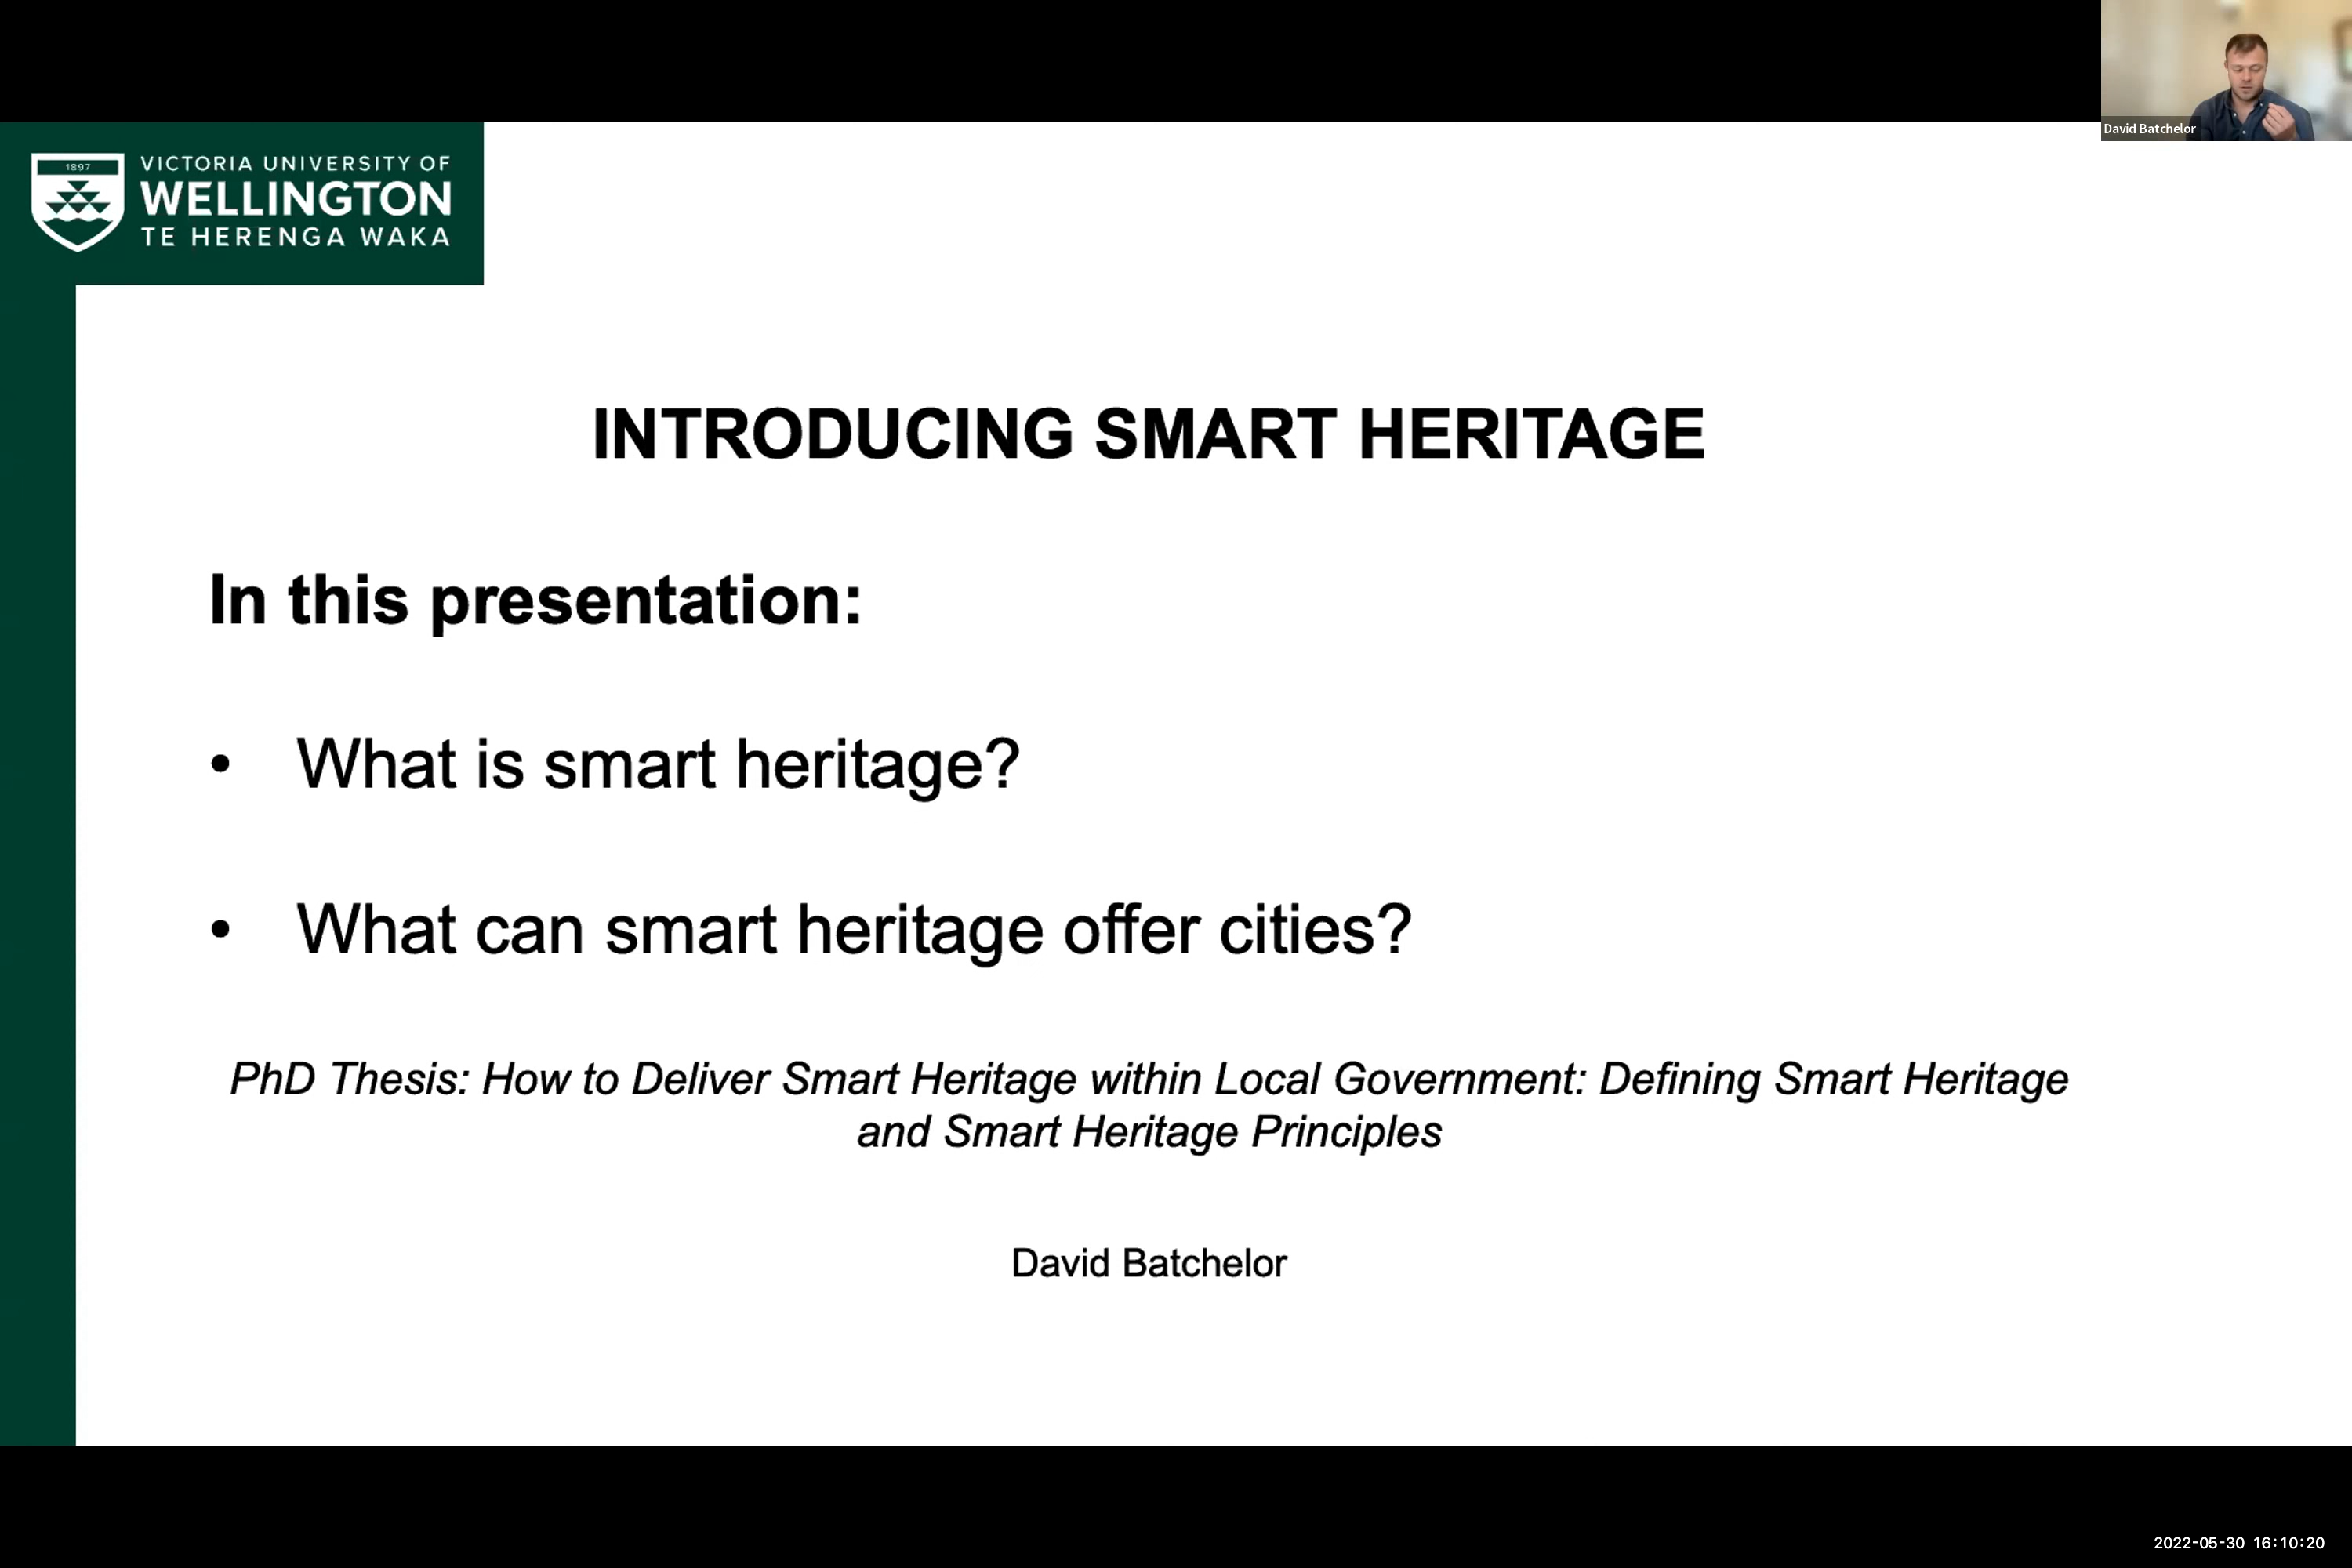 David Batchelor
1897
VICTORIA UNIVERSITY OF
WELLINGTON
TE HERENGA WAKA
INTRODUCING SMART HERITAGE
In this presentation:
• What is smart heritage?
• What can smart heritage offer cities?
PhD Thesis: How to Deliver Smart Heritage within Local Government: Defining Smart Heritage
and Smart Heritage Principles
David Batchelor
2022-05-30 16:10:20